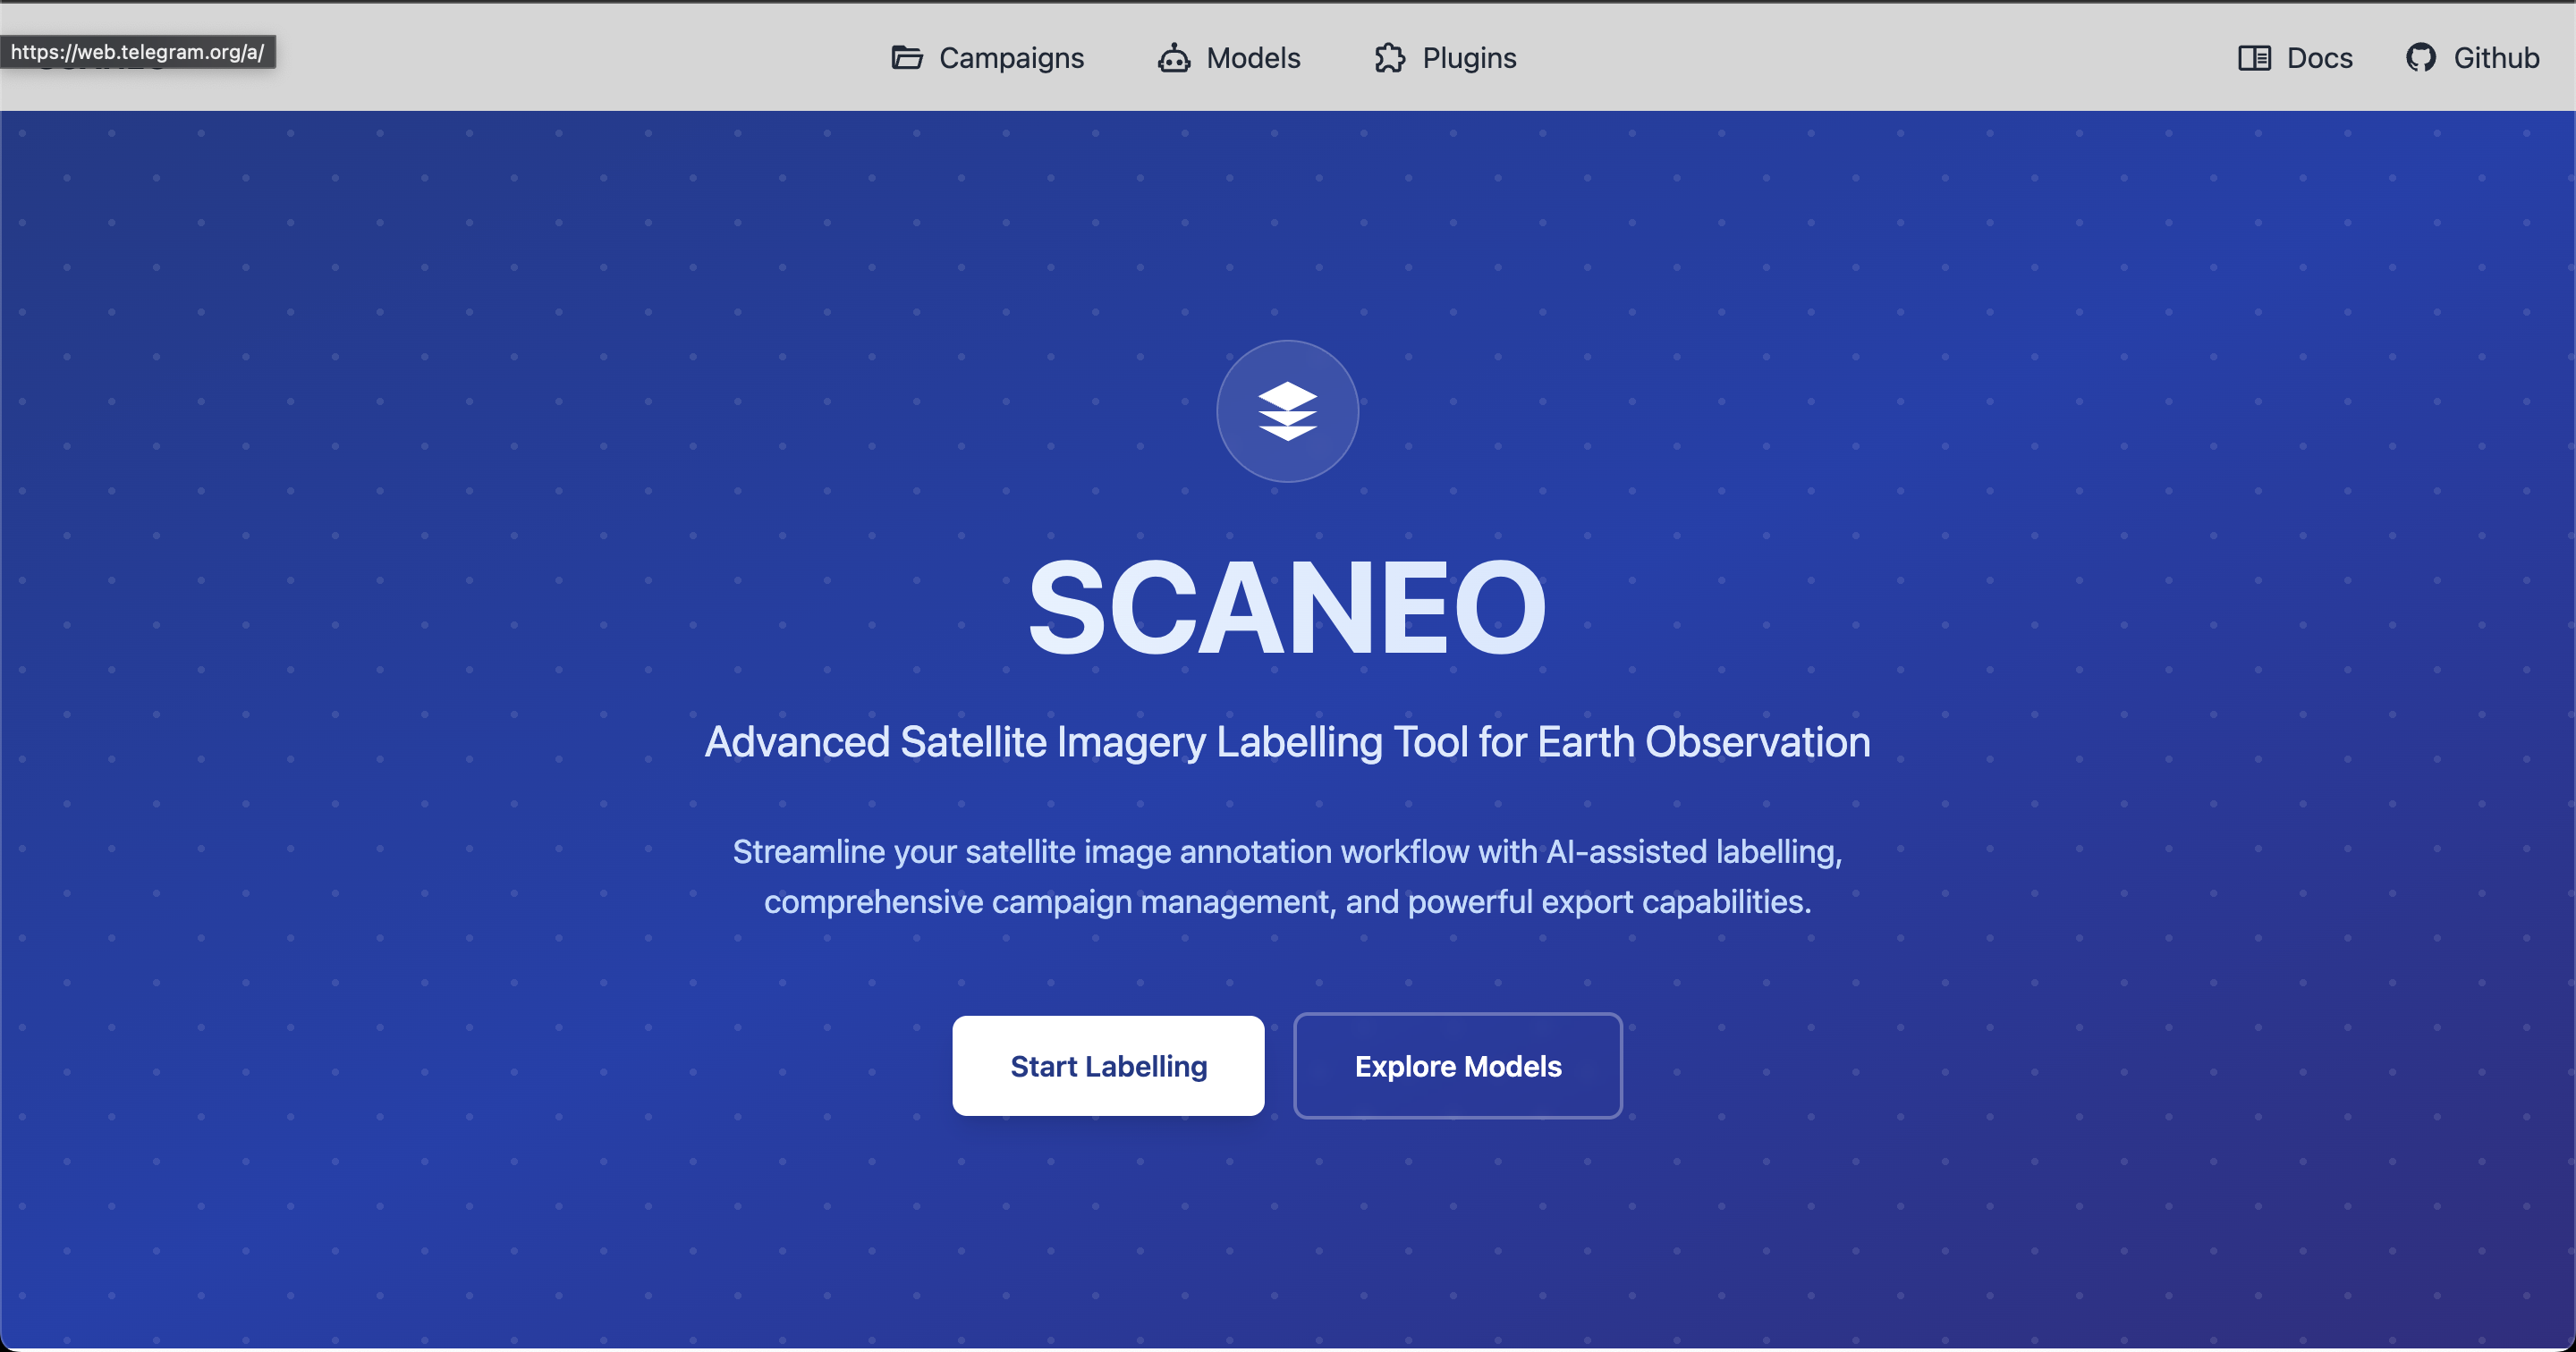 https://web.telegram.org/a/
Campaigns
Models
Plugins
Docs
Github
SCANEO
Advanced Satellite Imagery Labelling Tool for Earth Observation
Streamline your satellite image annotation workflow with AI-assisted labelling,
comprehensive campaign management, and powerful export capabilities.
Start Labelling
Explore Models